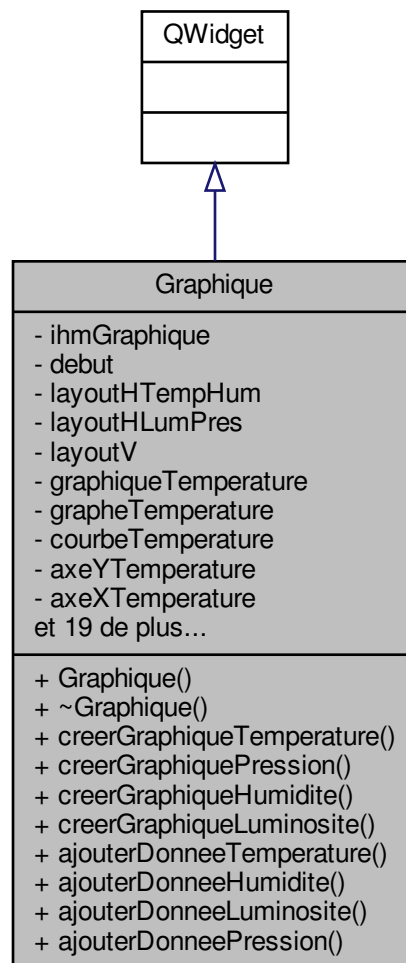 QWidget
Graphique
- ihmGraphique
- debut
- layoutHTempHum
- layoutHLumPres
- layoutV
- graphiqueTemperature
- grapheTemperature
- courbeTemperature
- axeYTemperature
- axeXTemperature
et 19 de plus...
+ Graphique()
+ ~Graphique()
+ creerGraphiqueTemperature()
+ creerGraphiquePression()
+ creerGraphiqueHumidite()
+ creerGraphiqueLuminosite()
+ ajouterDonneeTemperature()
+ ajouterDonneeHumidite()
+ ajouterDonneeLuminosite()
+ ajouterDonneePression()